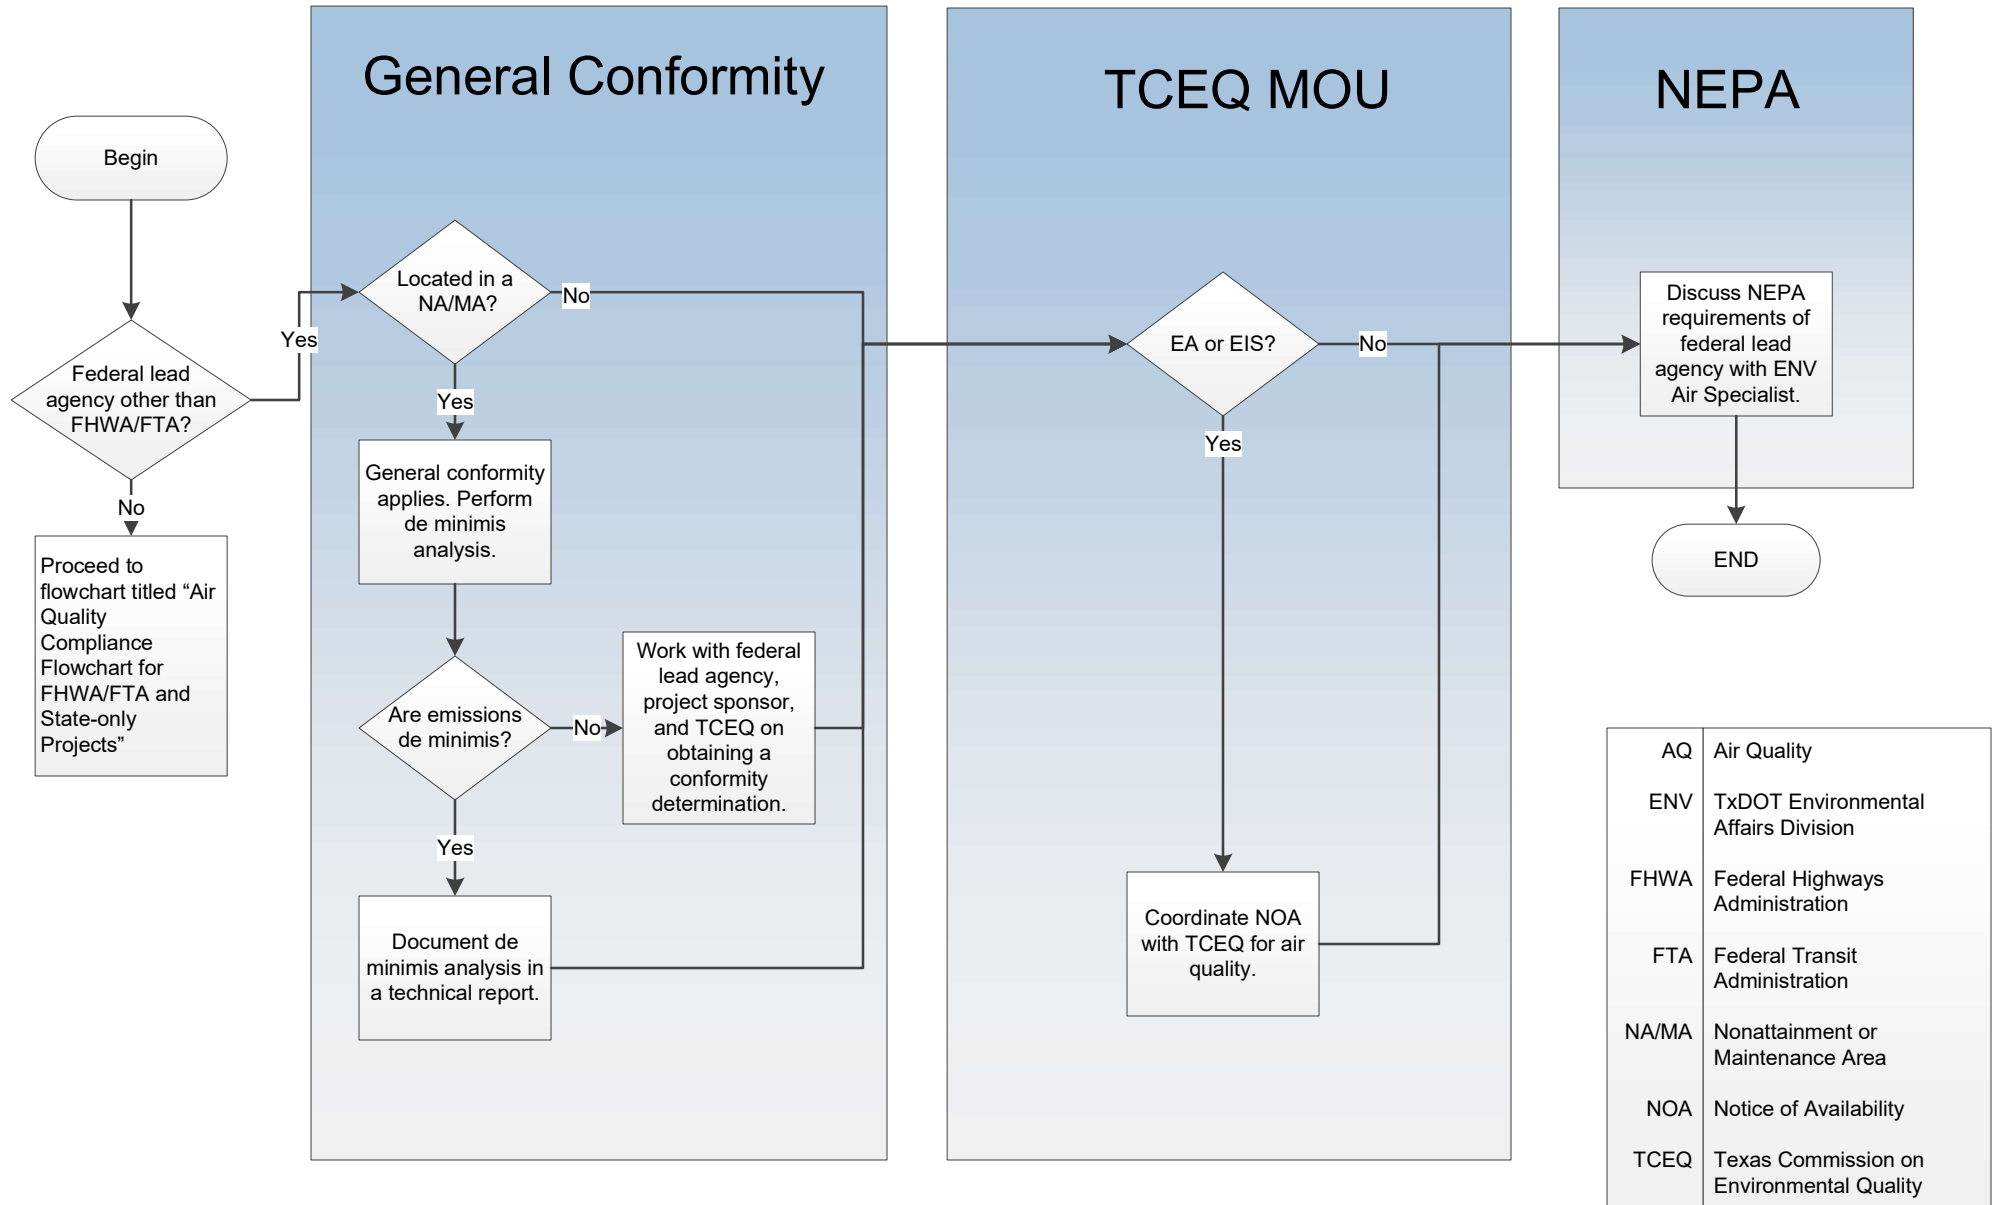 General Conformity
TCEQ MOU
NEPA
Begin
Federal lead
agency other than
FHWA/FTA?
Yes
No
Proceed to
flowchart titled “Air
Quality
Compliance
Flowchart for
FHWA/FTA and
State-only
Projects”
Located in a
NA/MA?
No
Yes
General conformity
applies. Perform
de minimis
analysis.
Are emissions
de minimis?
No
Work with federal
lead agency,
project sponsor,
and TCEQ on
obtaining a
conformity
determination.
Yes
Document de
minimis analysis in
a technical report.
EA or EIS?
No
Yes
Coordinate NOA
with TCEQ for air
quality.
Discuss NEPA
requirements of
federal lead
agency with ENV
Air Specialist.
END
AQ Air Quality
ENV TxDOT Environmental
Affairs Division
FHWA Federal Highways
Administration
FTA Federal Transit
Administration
NA/MA Nonattainment or
Maintenance Area
NOA Notice of Availability
TCEQ Texas Commission on
Environmental Quality